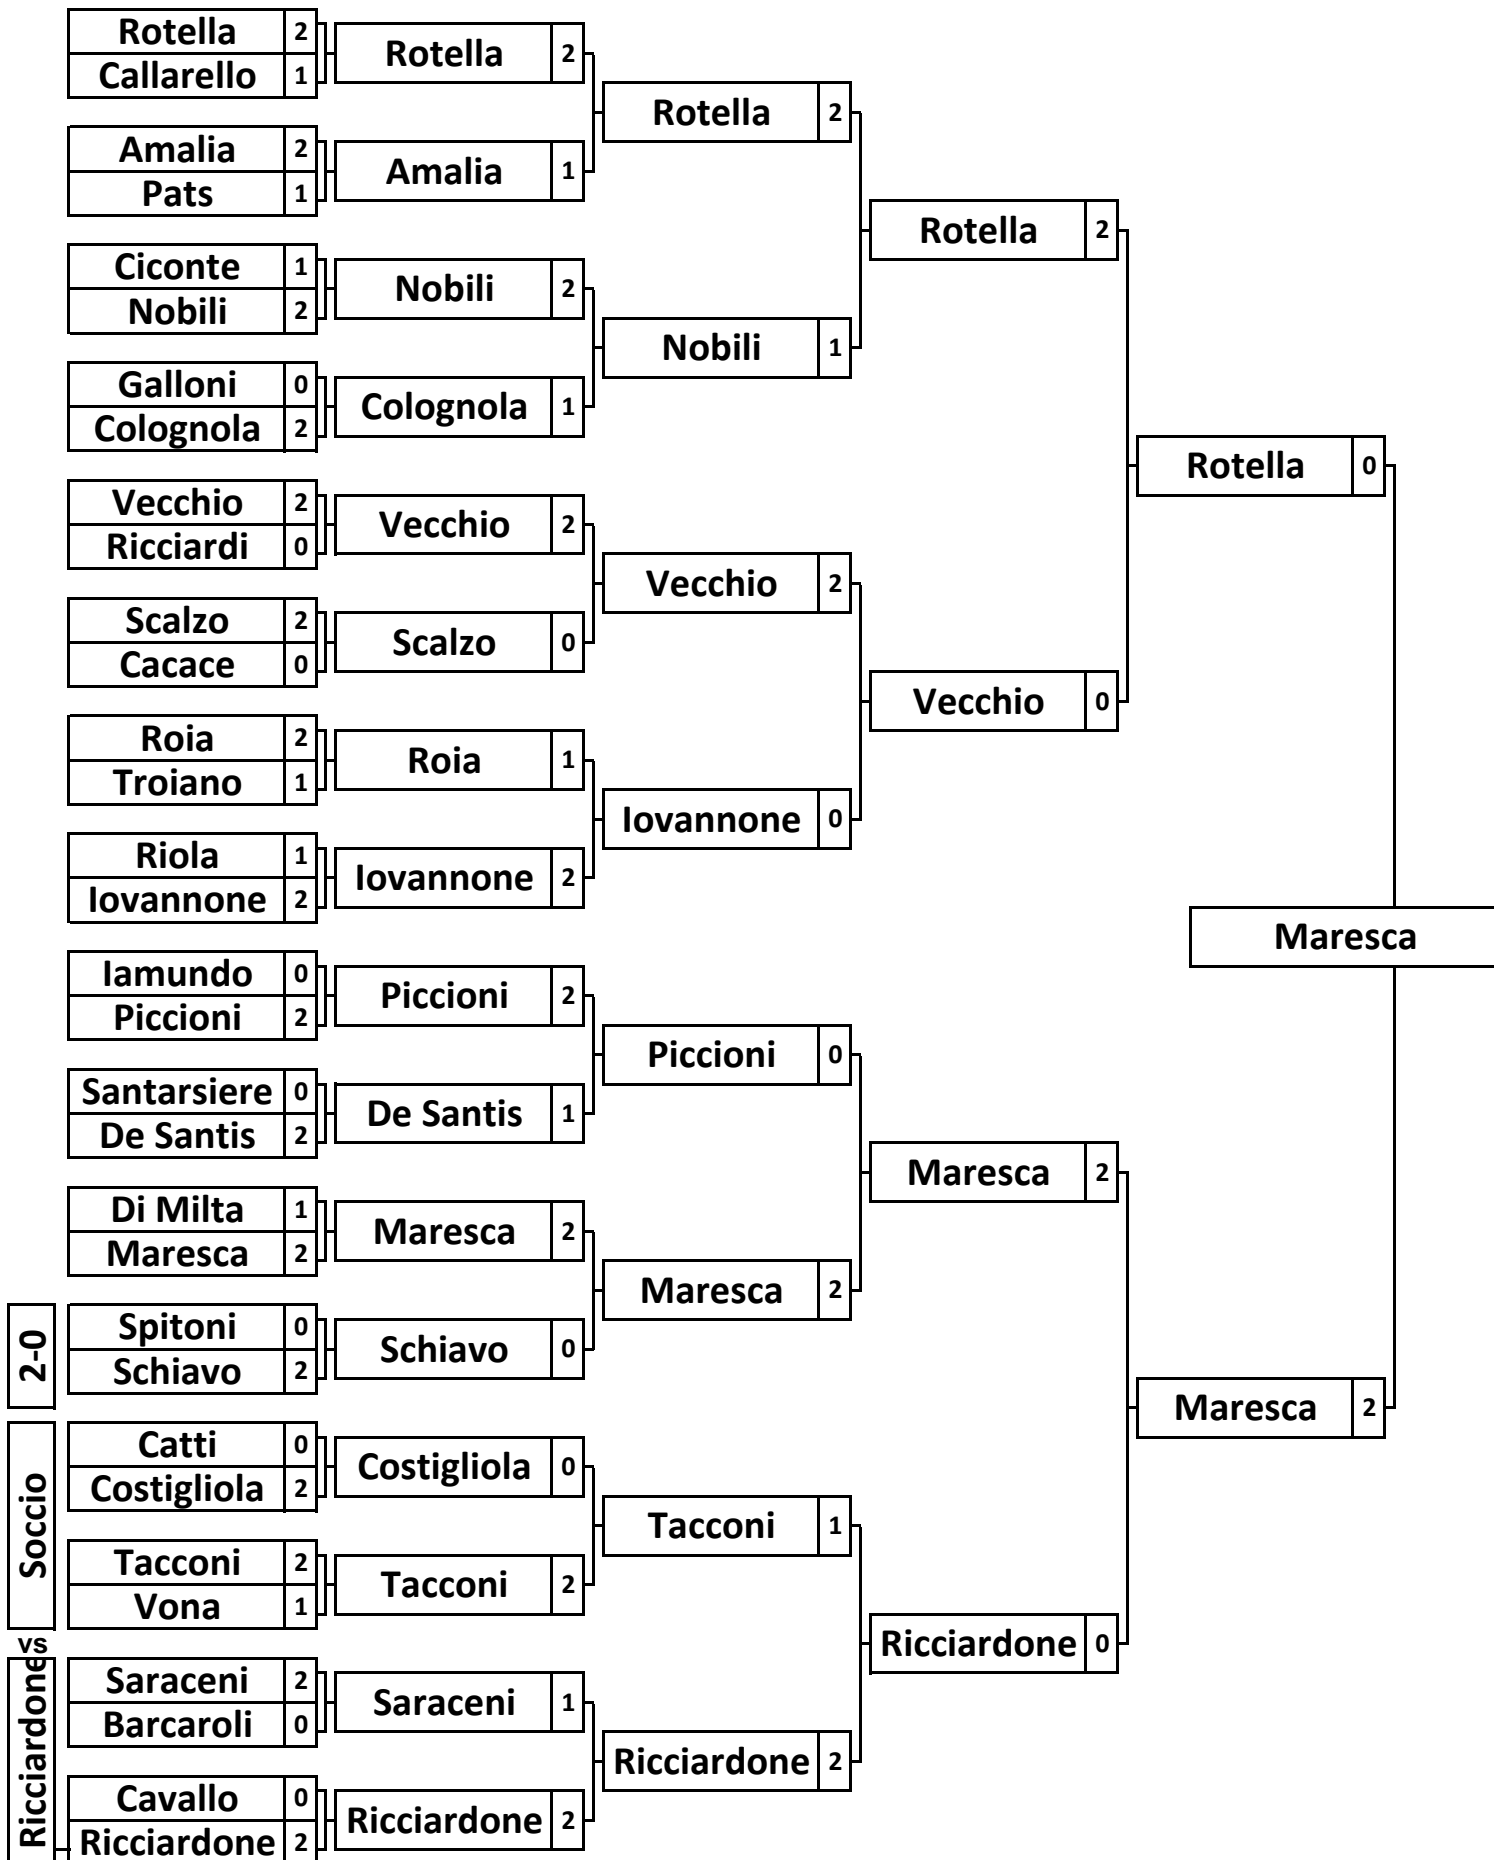 Rotella 2
Callarello 1
Amalia 2
Pats 1
Ciconte 1
Nobili 2
Galloni 0
Colognola 2
Vecchio 2
Ricciardi 0
Scalzo 2
Cacace 0
Roia 2
Troiano 1
Riola 1
Iovannone 2
Iamundo 0
Piccioni 2
Santarsiere 0
De Santis 2
Di Milta 1
Maresca 2
Spitoni 0
Schiavo 2
Catti 0
Costigliola 2
Tacconi 2
Vona 1
Saraceni 2
Barcaroli 0
Cavallo 0
Ricciardone 2
Ricciardone
vs
Soccio
2-0
Rotella 2
Amalia 1
Nobili 2
Colognola 1
Vecchio 2
Scalzo 0
Roia 1
Iovannone 2
Piccioni 2
De Santis 1
Maresca 2
Schiavo 0
Costigliola 0
Tacconi 2
Saraceni 1
Ricciardone 2
Rotella 2
Nobili 1
Vecchio 2
Iovannone 0
Piccioni 0
Maresca 2
Tacconi 1
Ricciardone 2
Rotella 2
Vecchio 0
Maresca 2
Ricciardone 0
Rotella 0
Maresca 2
Maresca